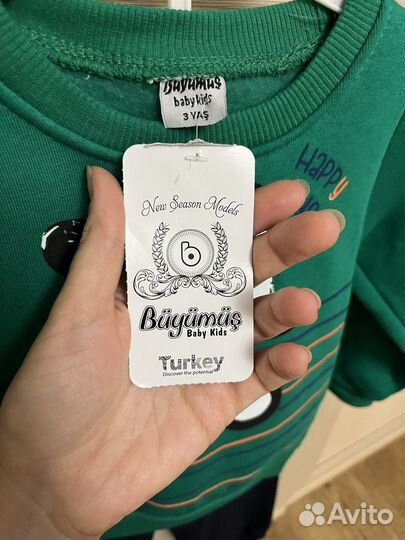 Büyümüş
baby kids
3 YAŞ
Happy
New Season Models
b
Büyümüş
Baby Kids
Turkey
Discover the potential
Avito